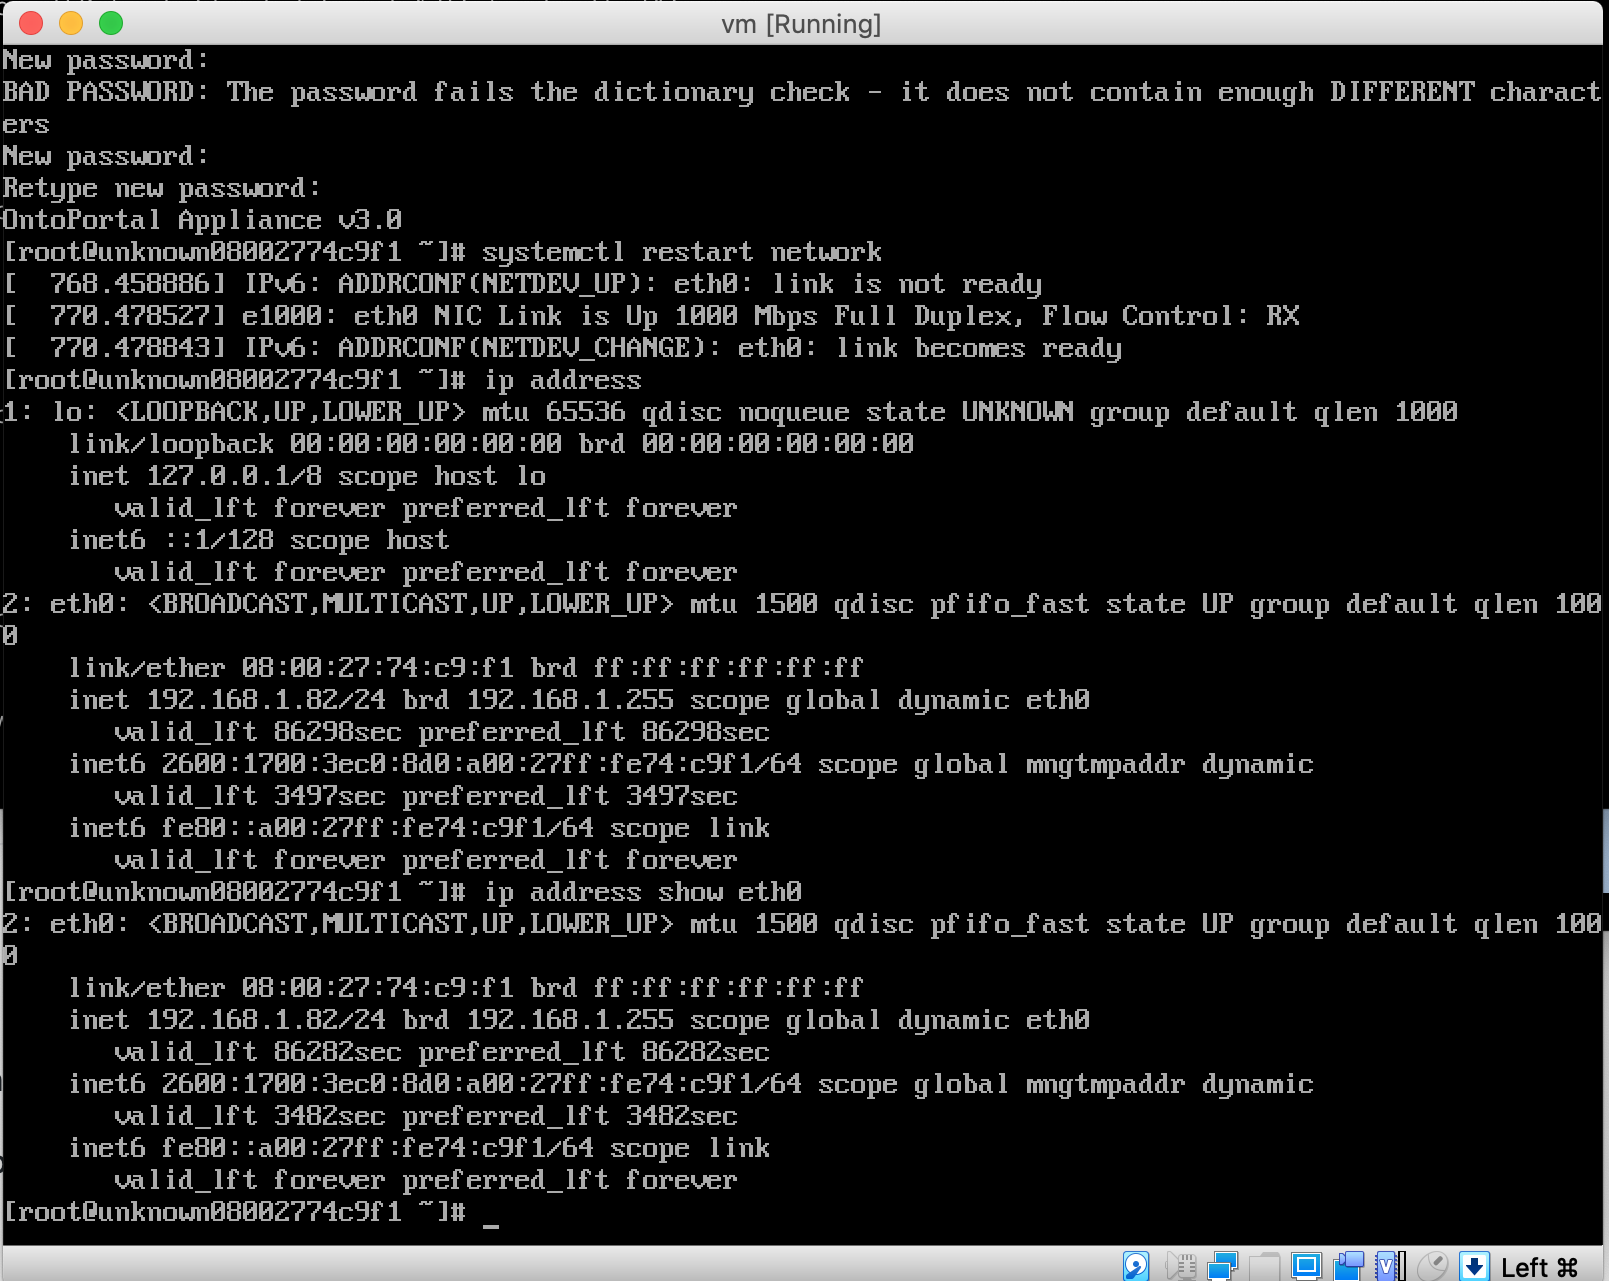 vm [Running]
New password:
BAD PASSWORD: The password fails the dictionary check - it does not contain enough DIFFERENT charact
ers
New password:
Retype new password:
OntoPortal Appliance v3.0
[root@unknown08002774c9f1 ~]# systemctl restart network
[  768.458886] IPv6: ADDRCONF(NETDEV_UP): eth0: link is not ready
[  770.478527] e1000: eth0 NIC Link is Up 1000 Mbps Full Duplex, Flow Control: RX
[  770.478843] IPv6: ADDRCONF(NETDEV_CHANGE): eth0: link becomes ready
[root@unknown08002774c9f1 ~]# ip address
1: lo: <LOOPBACK,UP,LOWER_UP> mtu 65536 qdisc noqueue state UNKNOWN group default qlen 1000
    link/loopback 00:00:00:00:00:00 brd 00:00:00:00:00:00
    inet 127.0.0.1/8 scope host lo
       valid_lft forever preferred_lft forever
    inet6 ::1/128 scope host
       valid_lft forever preferred_lft forever
2: eth0: <BROADCAST,MULTICAST,UP,LOWER_UP> mtu 1500 qdisc pfifo_fast state UP group default qlen 100
0
    link/ether 08:00:27:74:c9:f1 brd ff:ff:ff:ff:ff:ff
    inet 192.168.1.82/24 brd 192.168.1.255 scope global dynamic eth0
       valid_lft 86298sec preferred_lft 86298sec
    inet6 2600:1700:3ec0:8d0:a00:27ff:fe74:c9f1/64 scope global mngtmpaddr dynamic
       valid_lft 3497sec preferred_lft 3497sec
    inet6 fe80::a00:27ff:fe74:c9f1/64 scope link
       valid_lft forever preferred_lft forever
[root@unknown08002774c9f1 ~]# ip address show eth0
2: eth0: <BROADCAST,MULTICAST,UP,LOWER_UP> mtu 1500 qdisc pfifo_fast state UP group default qlen 100
0
    link/ether 08:00:27:74:c9:f1 brd ff:ff:ff:ff:ff:ff
    inet 192.168.1.82/24 brd 192.168.1.255 scope global dynamic eth0
       valid_lft 86282sec preferred_lft 86282sec
    inet6 2600:1700:3ec0:8d0:a00:27ff:fe74:c9f1/64 scope global mngtmpaddr dynamic
       valid_lft 3482sec preferred_lft 3482sec
    inet6 fe80::a00:27ff:fe74:c9f1/64 scope link
       valid_lft forever preferred_lft forever
[root@unknown08002774c9f1 ~]# _
Left ⌘